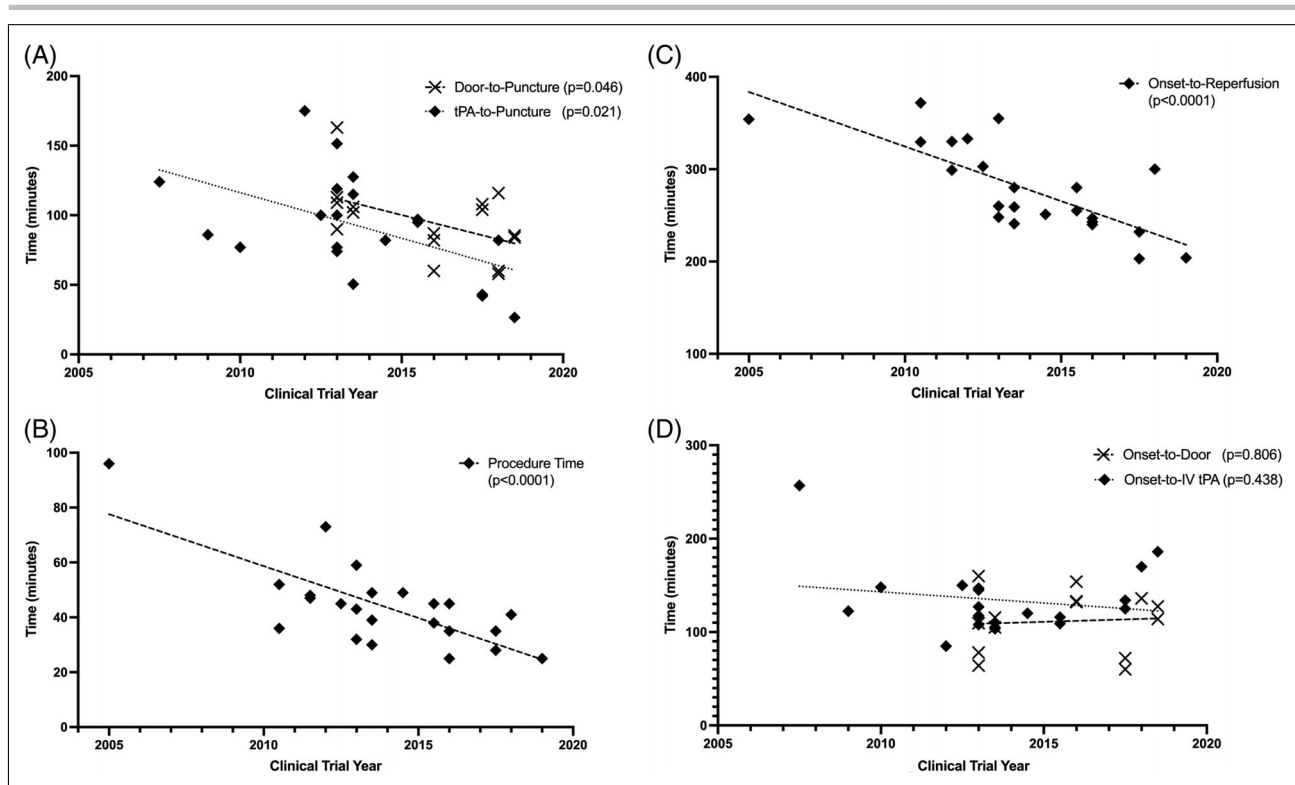 (A)
200
150
100
50
0
Time (minutes)
2005 2010 2015 2020
Clinical Trial Year
Door-to-Puncture (p=0.046)
tPA-to-Puncture (p=0.021)
(B)
100
80
60
40
20
0
Time (minutes)
2005 2010 2015 2020
Clinical Trial Year
Procedure Time
(p<0.0001)
(C)
400
300
200
100
Time (minutes)
2005 2010 2015 2020
Clinical Trial Year
Onset-to-Reperfusion
(p<0.0001)
(D)
300
200
100
0
Time (minutes)
2005 2010 2015 2020
Clinical Trial Year
Onset-to-Door (p=0.806)
Onset-to-IV tPA (p=0.438)